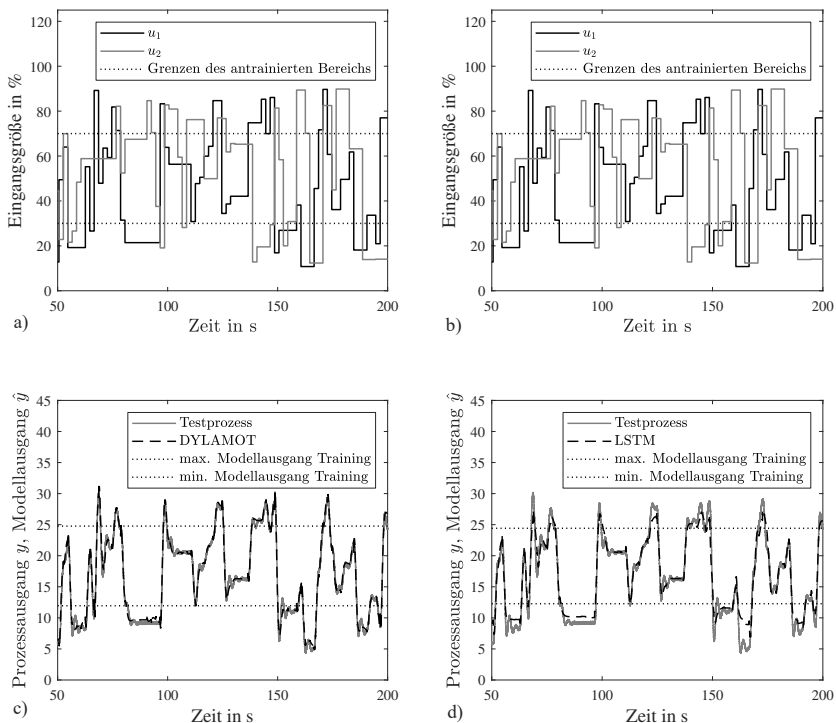 Eingangsgröße in %
120
100
80
60
40
20
0
u1
u2
Grenzen des antrainierten Bereichs
50
100
150
200
Zeit in s
a)
Eingangsgröße in %
120
100
80
60
40
20
0
u1
u2
Grenzen des antrainierten Bereichs
50
100
150
200
Zeit in s
b)
Prozessausgang y, Modellausgang ŷ
45
40
35
30
25
20
15
10
5
0
Testprozess
DYLAMOT
max. Modellausgang Training
min. Modellausgang Training
50
100
150
200
Zeit in s
c)
Prozessausgang y, Modellausgang ŷ
45
40
35
30
25
20
15
10
5
0
Testprozess
LSTM
max. Modellausgang Training
min. Modellausgang Training
50
100
150
200
Zeit in s
d)